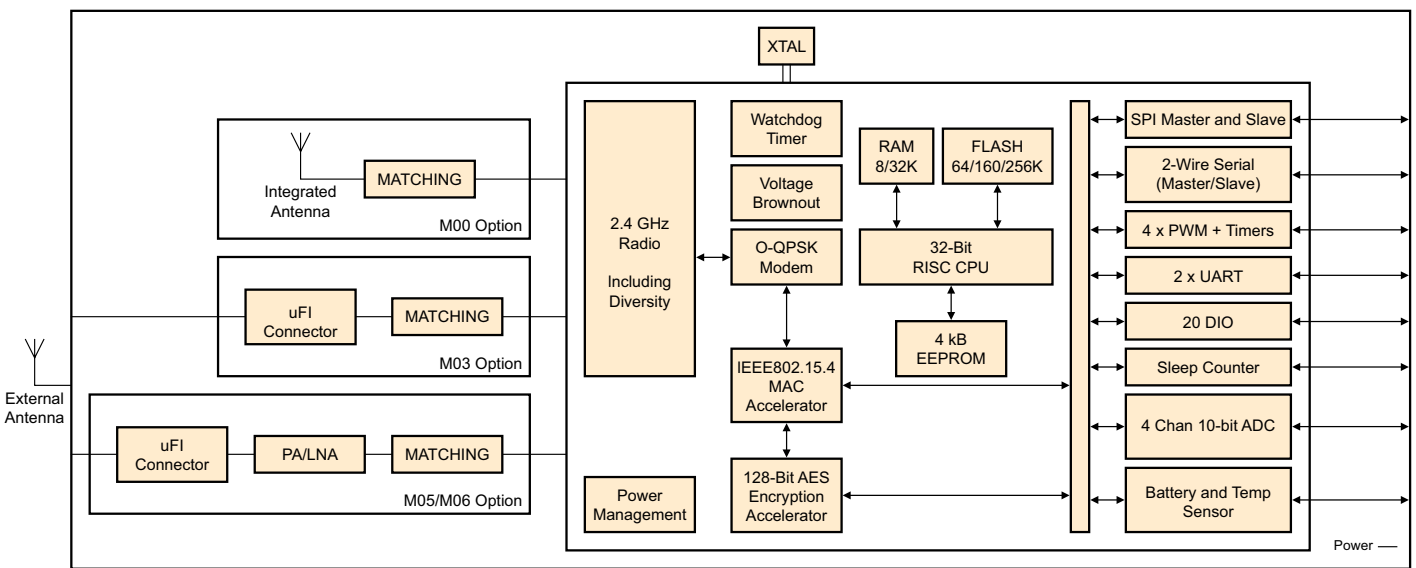 XTAL
Integrated
Antenna
MATCHING
M00 Option
uFI
Connector
MATCHING
M03 Option
External
Antenna
uFI
Connector
PA/LNA
MATCHING
M05/M06 Option
2.4 GHz
Radio
Including
Diversity
Power
Management
Watchdog
Timer
Voltage
Brownout
O-QPSK
Modem
IEEE802.15.4
MAC
Accelerator
128-Bit AES
Encryption
Accelerator
RAM
8/32K
FLASH
64/160/256K
32-Bit
RISC CPU
4 kB
EEPROM
SPI Master and Slave
2-Wire Serial
(Master/Slave)
4 x PWM + Timers
2 x UART
20 DIO
Sleep Counter
4 Chan 10-bit ADC
Battery and Temp
Sensor
Power